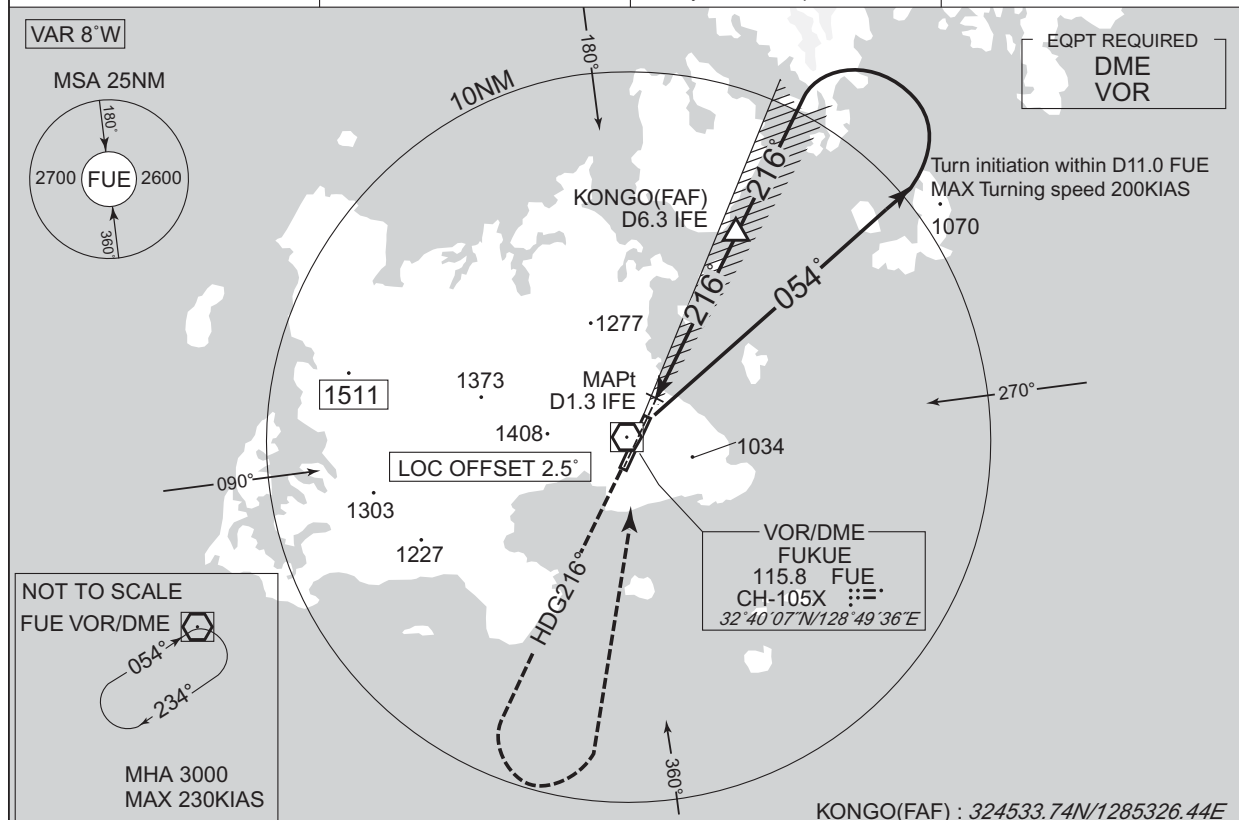 VAR 8°W
MSA 25NM
180°
2700
FUE
2600
360°
10NM
180°
EQPT REQUIRED
DME
VOR
216°
Turn initiation within D11.0 FUE
MAX Turning speed 200KIAS
1070
KONGO(FAF)
D6.3 IFE
216°
054°
1277
MAPt
D1.3 IFE
1511
1373
1408
270°
1034
LOC OFFSET 2.5°
090°
1303
1227
VOR/DME
FUKUE
115.8 FUE
CH-105X
32°40′07″N/128°49′36″E
HDG216°
360°
NOT TO SCALE
FUE VOR/DME
054°
234°
MHA 3000
MAX 230KIAS
KONGO(FAF) : 324533.74N/1285326.44E